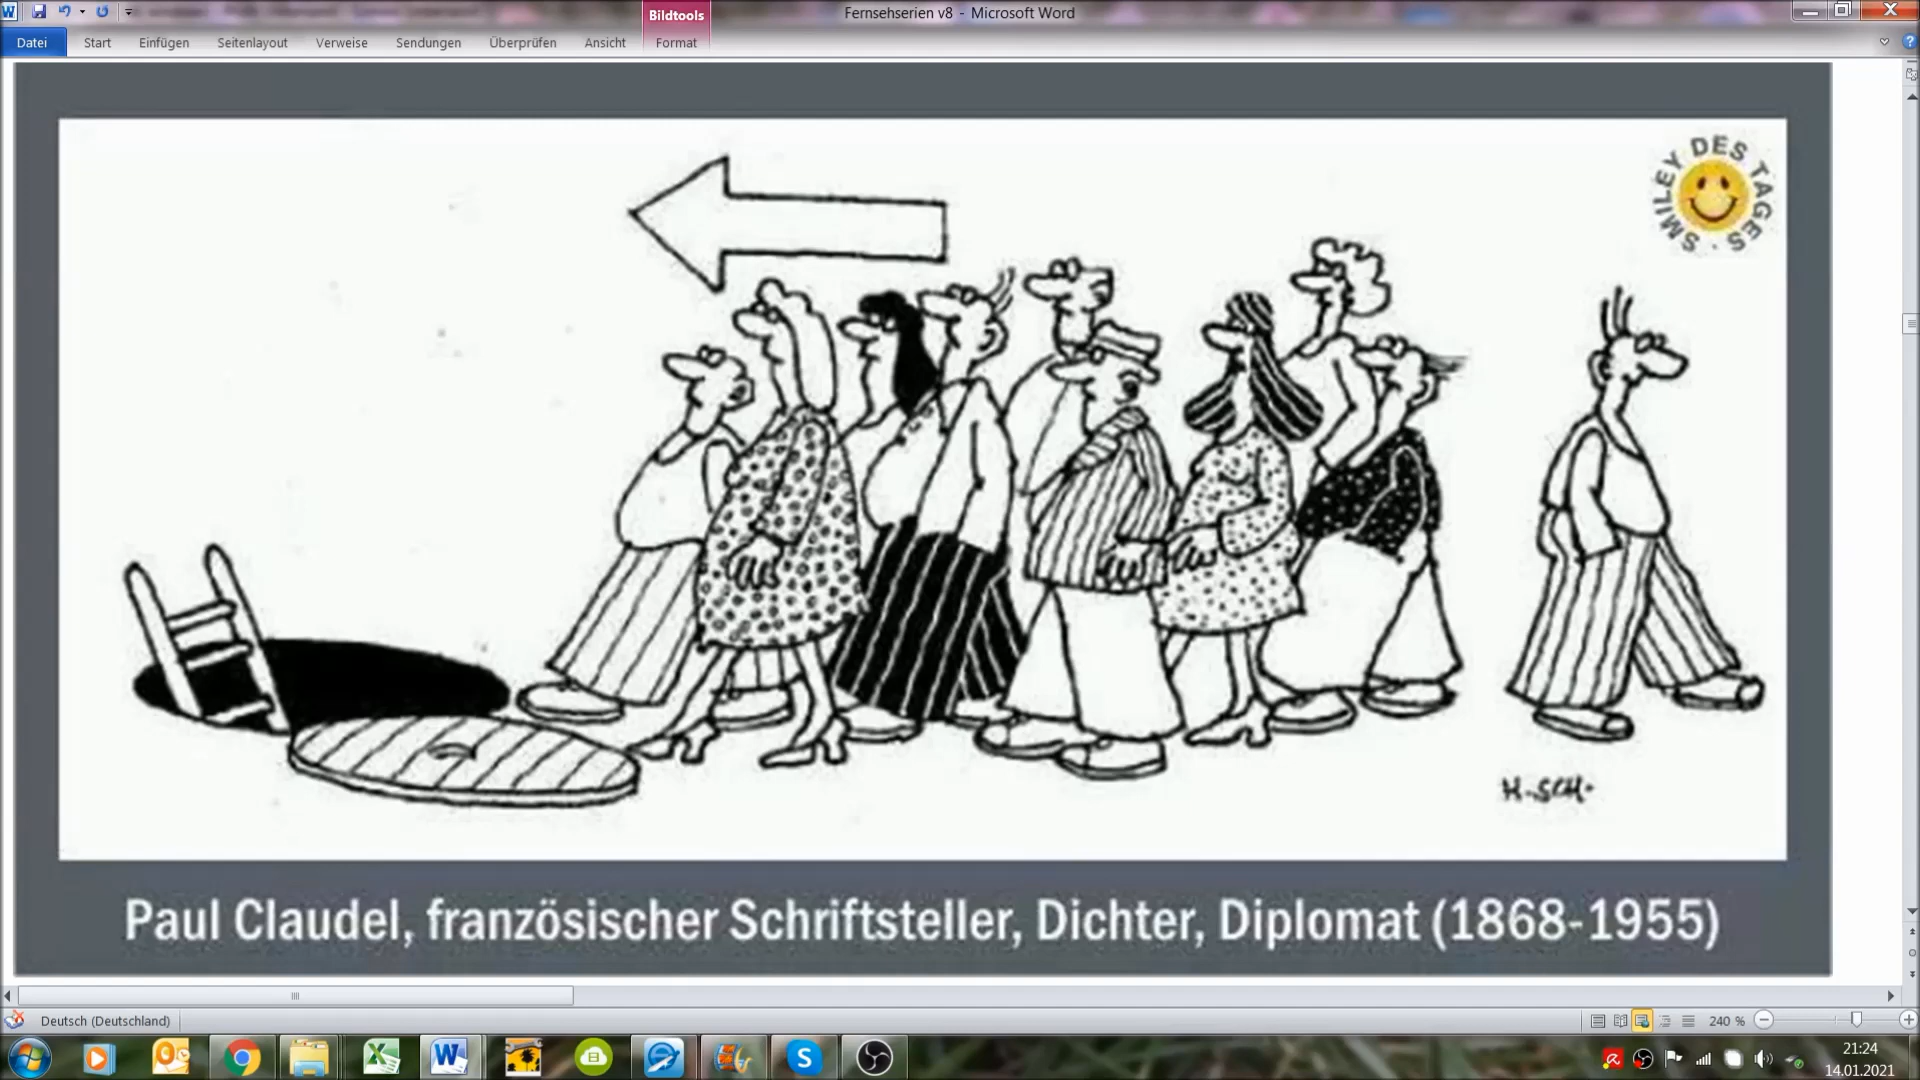 Fernsehserien v8 - Microsoft Word
Bildtools
Datei Start Einfügen Seitenlayout Verweise Sendungen Überprüfen Ansicht Format
SMILEY DES TAGES
H-SCH.
Paul Claudel, französischer Schriftsteller, Dichter, Diplomat (1868-1955)
Deutsch (Deutschland)
240 %
21:24
14.01.2021